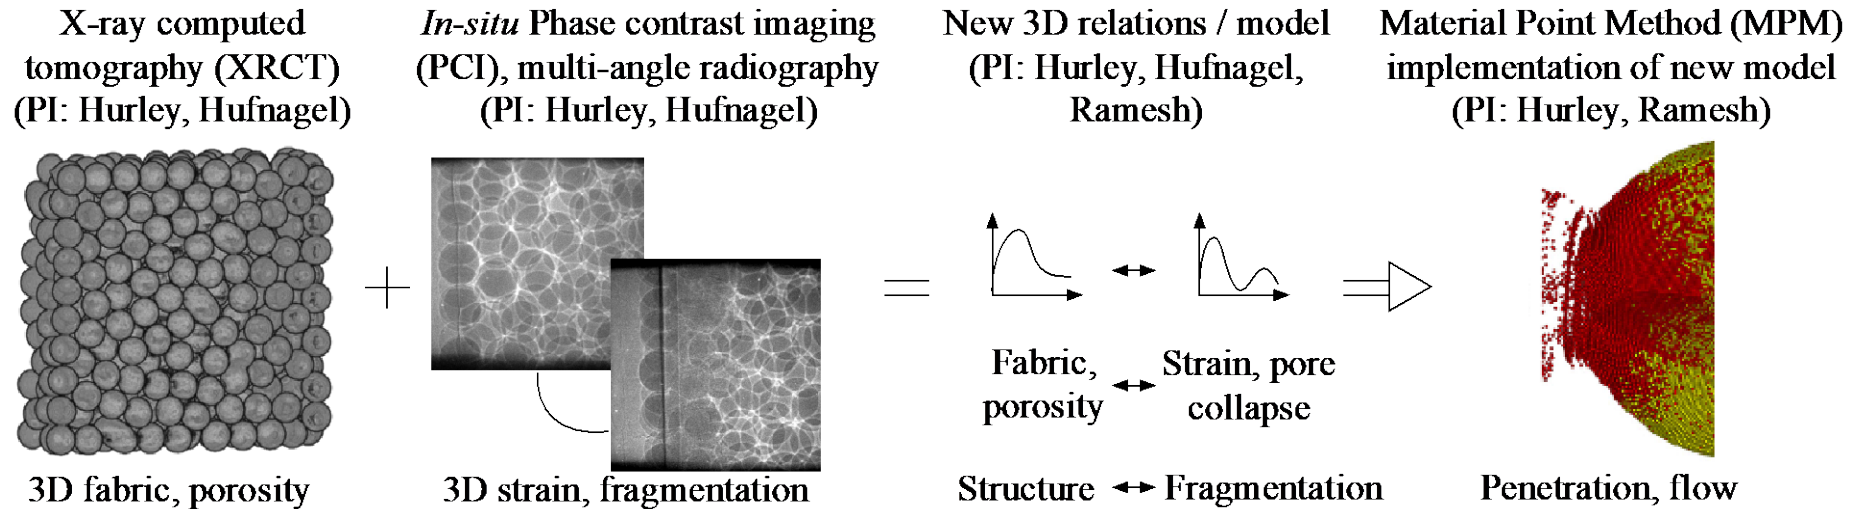 X-ray computed
tomography (XRCT)
(PI: Hurley, Hufnagel)
In-situ Phase contrast imaging
(PCI), multi-angle radiography
(PI: Hurley, Hufnagel)
New 3D relations / model
(PI: Hurley, Hufnagel,
Ramesh)
Material Point Method (MPM)
implementation of new model
(PI: Hurley, Ramesh)
Fabric,
porosity
Strain, pore
collapse
3D fabric, porosity
3D strain, fragmentation
Structure
Fragmentation
Penetration, flow